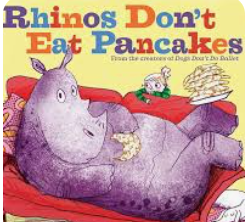 Rhinos Don't
Eat Pancakes
From the creators of Dogs Don't Do Ballet